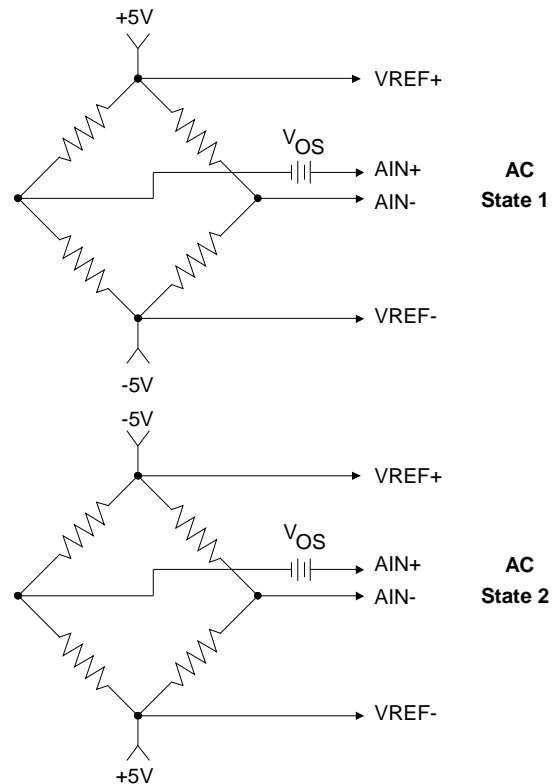 +5V
VREF+
VOS
AIN+
AC
AIN-
State 1
VREF-
-5V
-5V
VREF+
VOS
AIN+
AC
AIN-
State 2
VREF-
+5V